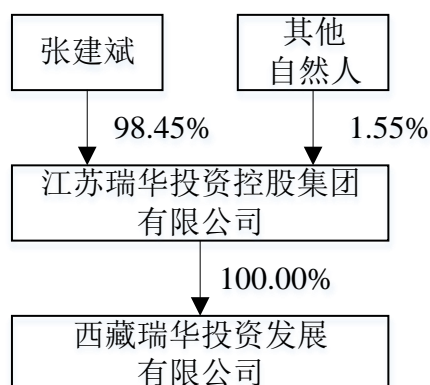 张建斌
其他
自然人
98.45%
1.55%
江苏瑞华投资控股集团
有限公司
100.00%
西藏瑞华投资发展
有限公司